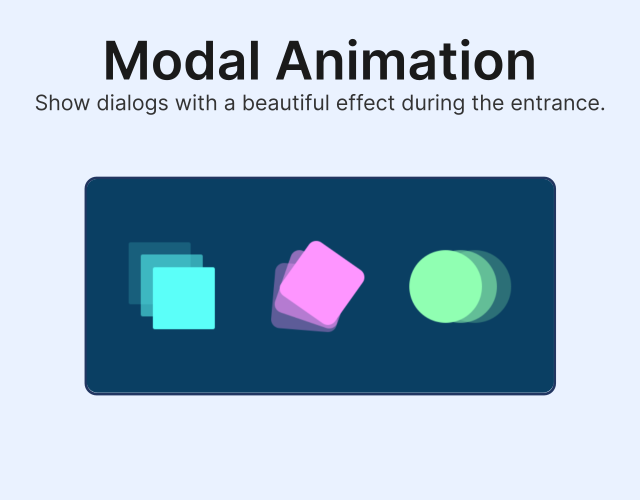 Modal Animation
Show dialogs with a beautiful effect during the entrance.